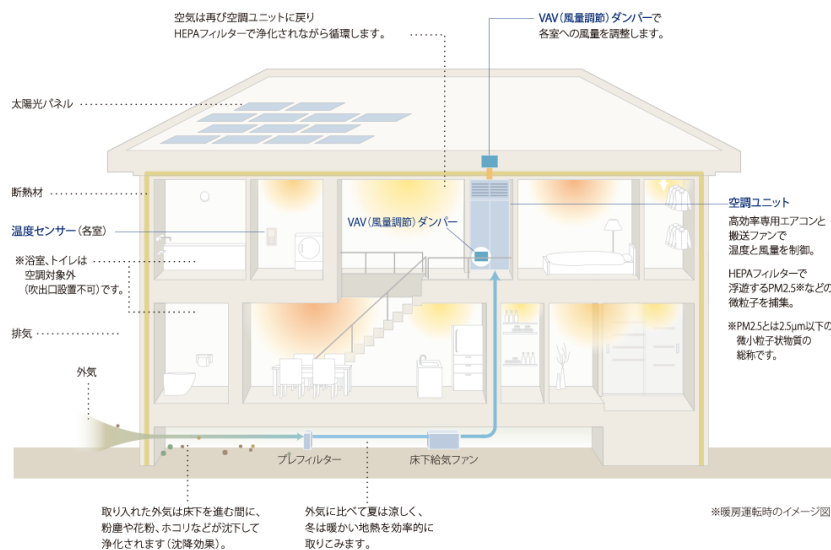 空気は再び空調ユニットに戻り
HEPAフィルターで浄化されながら循環します。
VAV（風量調節）ダンパーで
各室への風量を調整します。
太陽光パネル
断熱材
温度センサー（各室）
※浴室、トイレは
空調対象外
（吹出口設置不可）です。
排気
外気
VAV（風量調節）ダンパー
空調ユニット
高効率専用エアコンと
搬送ファンで
温度と風量を制御。
HEPAフィルターで
浮遊するPM2.5※などの
微粒子を捕集。
※PM2.5とは2.5μm以下の
微小粒子状物質の
総称です。
プレフィルター
床下給気ファン
取り入れた外気は床下を進む間に、
粉塵や花粉、ホコリなどが沈下して
浄化されます（沈降効果）。
外気に比べて夏は涼しく、
冬は暖かい地熱を効率的に
取りこみます。
※暖房運転時のイメージ図